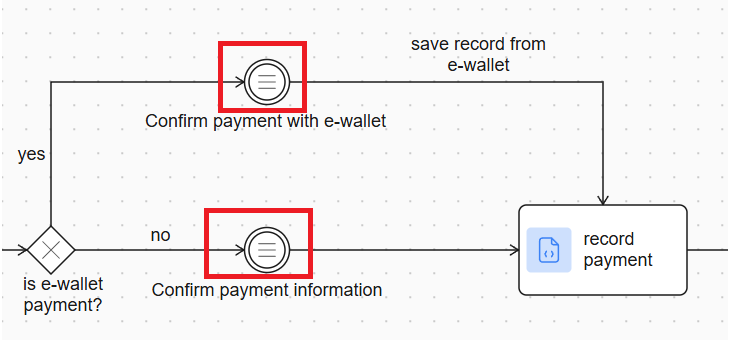 save record from
e-wallet
Confirm payment with e-wallet
yes
no
record
payment
is e-wallet
payment?
Confirm payment information